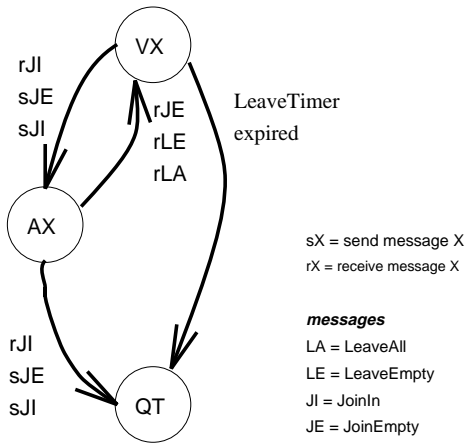 VX
rJI
sJE
sJI
rJE
rLE
rLA
LeaveTimer
expired
AX
sX = send message X
rX = receive message X
messages
LA = LeaveAll
LE = LeaveEmpty
JI = JoinIn
JE = JoinEmpty
rJI
sJE
sJI
QT